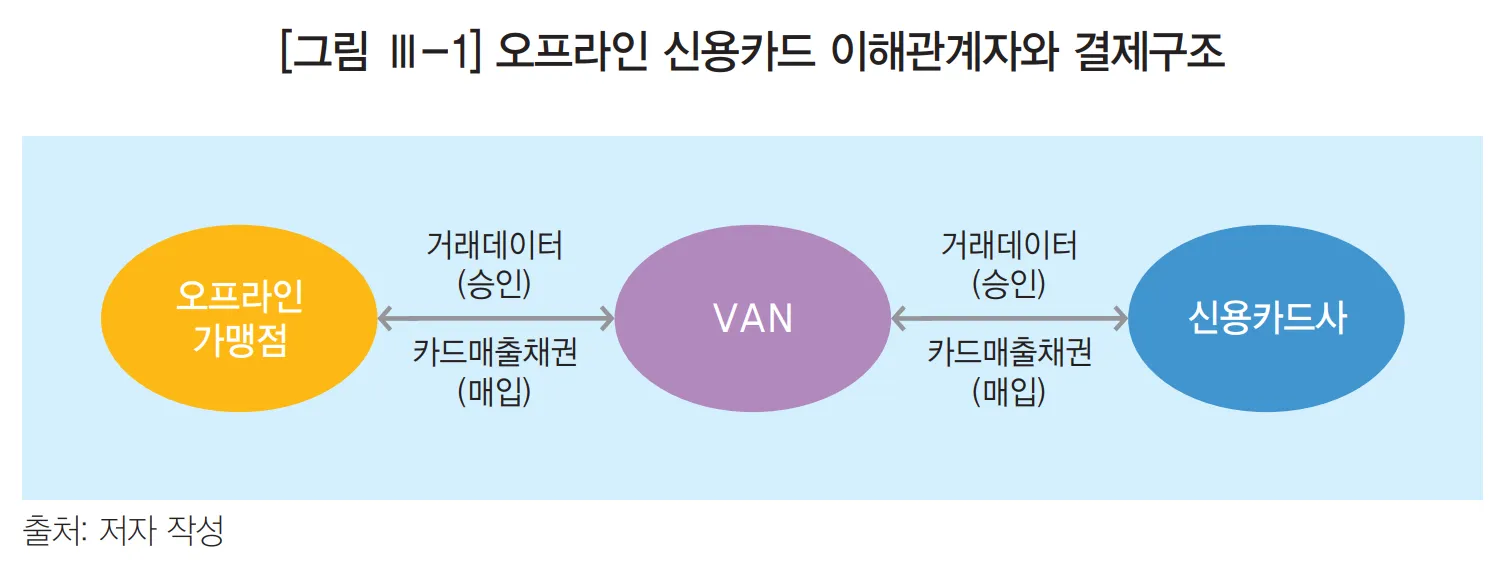 [그림 Ⅲ-1] 오프라인 신용카드 이해관계자와 결제구조
오프라인
가맹점
거래데이터
(승인)
카드매출채권
(매입)
VAN
거래데이터
(승인)
카드매출채권
(매입)
신용카드사
출처: 저자 작성